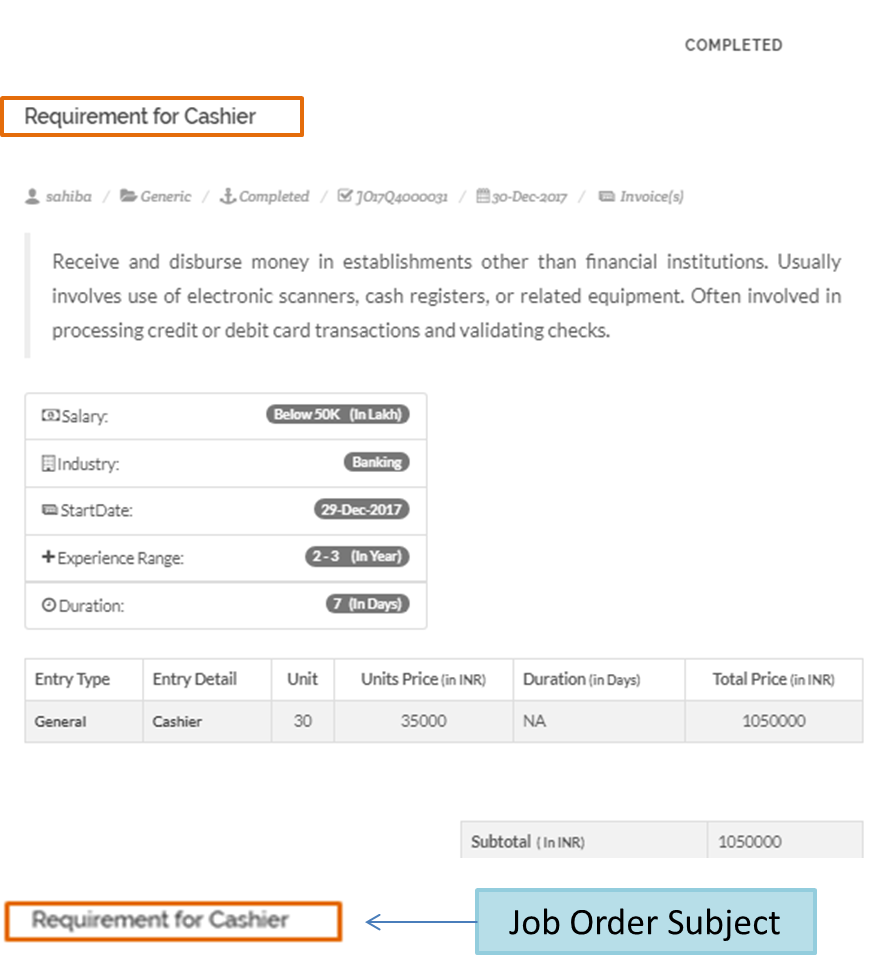 COMPLETED
Requirement for Cashier
sahiba / Generic / Completed / JO17Q4000031 / 30-Dec-2017 / Invoice(s)
Receive and disburse money in establishments other than financial institutions. Usually
involves use of electronic scanners, cash registers, or related equipment. Often involved in
processing credit or debit card transactions and validating checks.
Salary: Below 50K (In Lakh)
Industry: Banking
StartDate: 29-Dec-2017
Experience Range: 2 - 3 (In Year)
Duration: 7 (In Days)
Entry Type Entry Detail Unit Units Price (in INR) Duration (in Days) Total Price (in INR)
General Cashier 30 35000 NA 1050000
Subtotal ( In INR) 1050000
Requirement for Cashier Job Order Subject